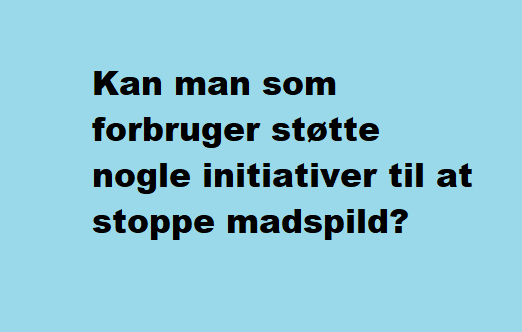 Kan man som
forbruger støtte
nogle initiativer til at
stoppe madspild?